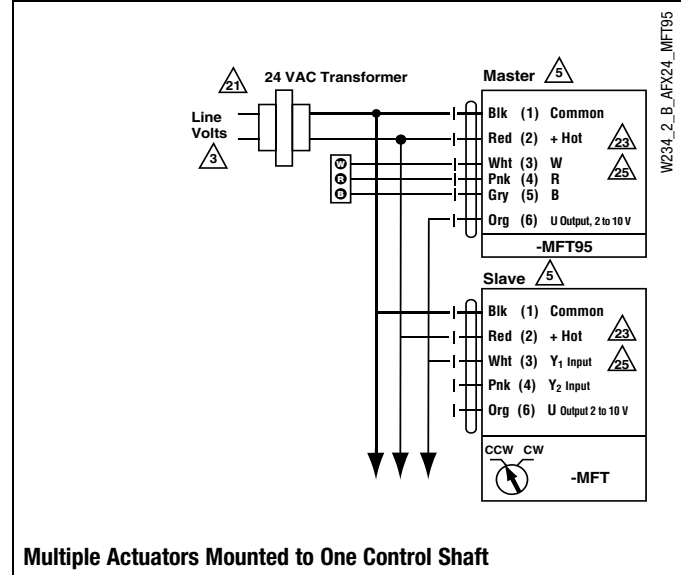 W234_2_B_AFX24_MFT95
21
24 VAC Transformer
Line
Volts
3
W
R
B
Master 5
Blk (1) Common
Red (2) + Hot 23
Wht (3) W 25
Pnk (4) R
Gry (5) B
Org (6) U Output, 2 to 10 V
-MFT95
Slave 5
Blk (1) Common
Red (2) + Hot 23
Wht (3) Y1 Input 25
Pnk (4) Y2 Input
Org (6) U Output 2 to 10 V
CCW CW
-MFT
Multiple Actuators Mounted to One Control Shaft